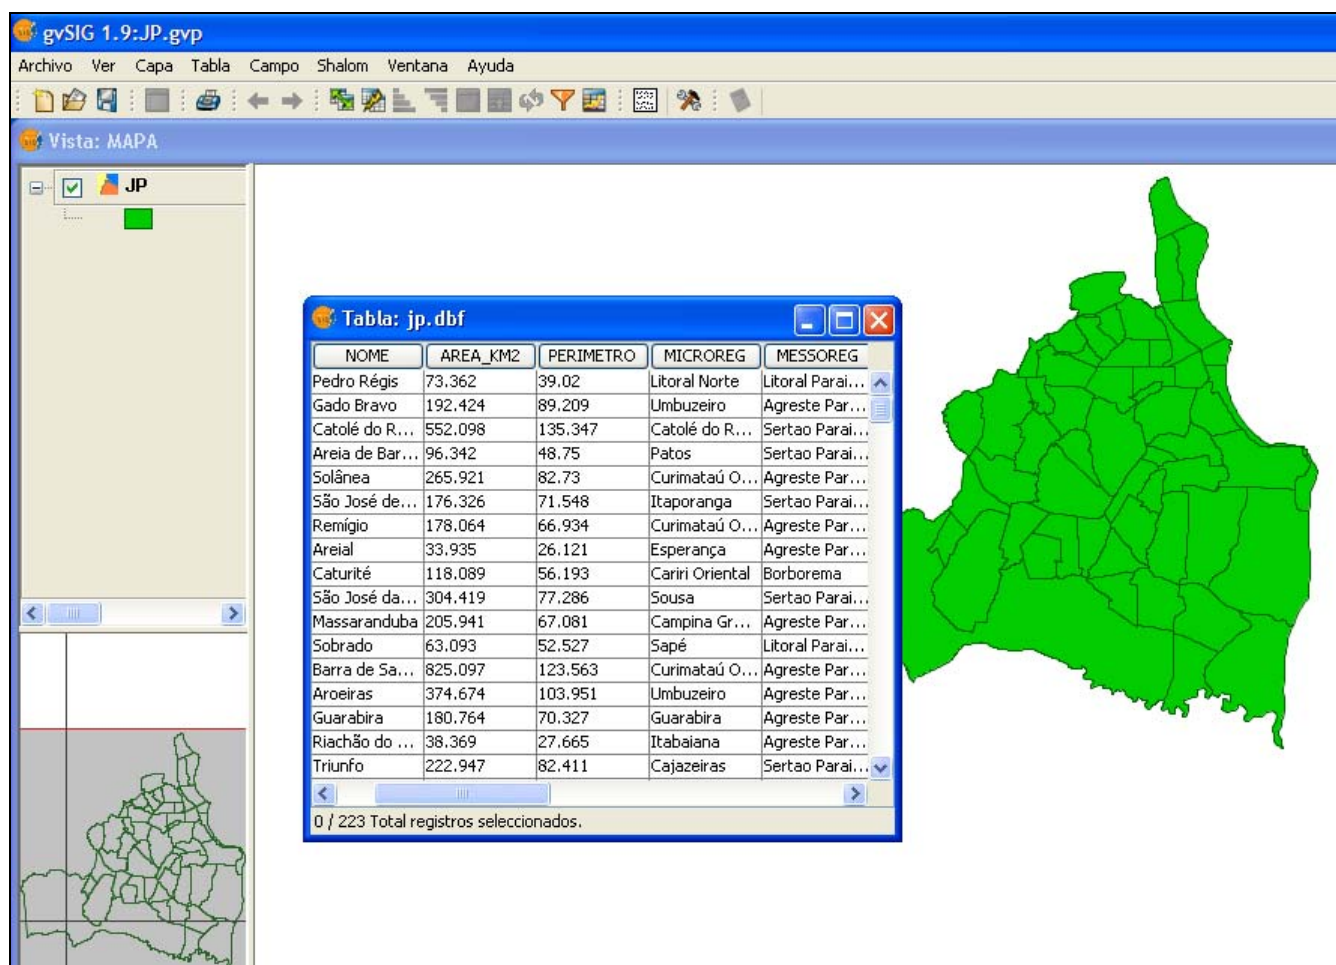 gvSIG 1.9:JP.gvp
Archivo Ver Capa Tabla Campo Shalom Ventana Ayuda
Vista: MAPA
JP
Tabla: jp.dbf
NOME AREA_KM2 PERIMETRO MICROREG MESSOREG
Pedro Régis 73.362 39.02 Litoral Norte Litoral Parai...
Gado Bravo 192.424 89.209 Umbuzeiro Agreste Par...
Catolé do R... 552.098 135.347 Catolé do R... Sertao Parai...
Areia de Bar... 96.342 48.75 Patos Sertao Parai...
Solânea 265.921 82.73 Curimataú O... Agreste Par...
São José de... 176.326 71.548 Itaporanga Sertao Parai...
Remígio 178.064 66.934 Curimataú O... Agreste Par...
Areial 33.935 26.121 Esperança Agreste Par...
Caturité 118.089 56.193 Cariri Oriental Borborema
São José da... 304.419 77.286 Sousa Sertao Parai...
Massaranduba 205.941 67.081 Campina Gr... Agreste Par...
Sobrado 63.093 52.527 Sapé Litoral Parai...
Barra de Sa... 825.097 123.563 Curimataú O... Agreste Par...
Aroeiras 374.674 103.951 Umbuzeiro Agreste Par...
Guarabira 180.764 70.327 Guarabira Agreste Par...
Riachão do ... 38.369 27.665 Itabaiana Agreste Par...
Triunfo 222.947 82.411 Cajazeiras Sertao Parai...
0 / 223 Total registros seleccionados.